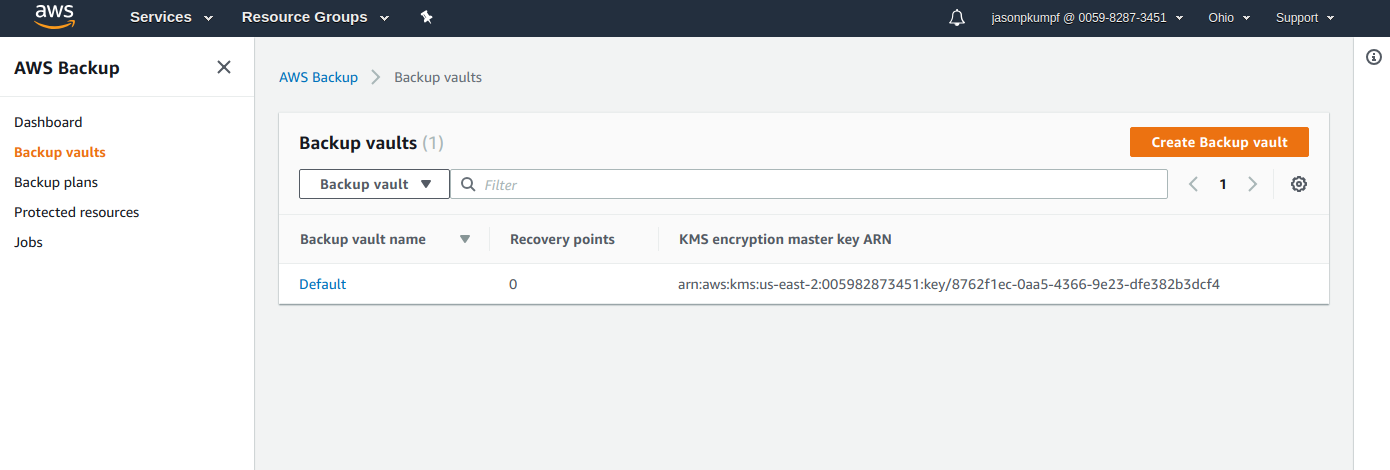 aws Services Resource Groups jasonpkumpf @ 0059-8287-3451 Ohio Support
AWS Backup
Dashboard
Backup vaults
Backup plans
Protected resources
Jobs
AWS Backup Backup vaults
Backup vaults (1) Create Backup vault
Backup vault Filter 1
Backup vault name Recovery points KMS encryption master key ARN
Default 0 arn:aws:kms:us-east-2:005982873451:key/8762f1ec-0aa5-4366-9e23-dfe382b3dcf4